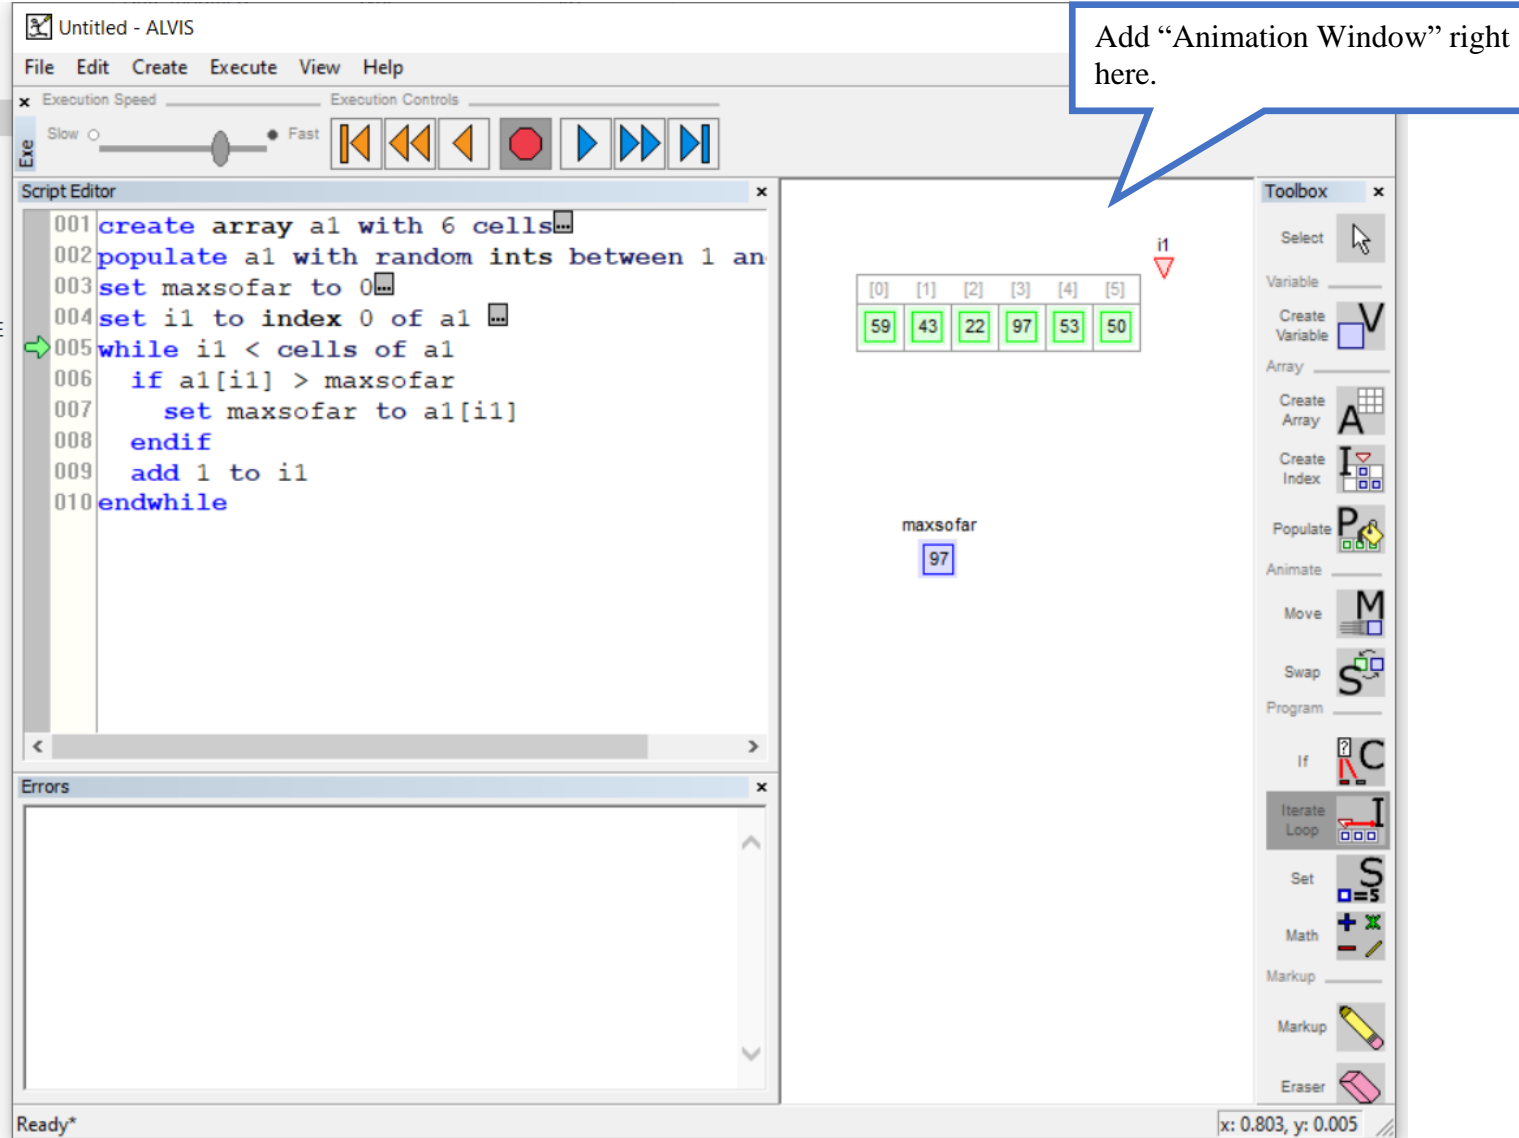 Untitled - ALVIS
Add “Animation Window” right
here.
File Edit Create Execute View Help
Execution Speed
Execution Controls
Exe
Slow
Fast
Script Editor
001 create array a1 with 6 cells...
002 populate a1 with random ints between 1 an
003 set maxsofar to 0...
004 set i1 to index 0 of a1 ...
005 while i1 < cells of a1
006 if a1[i1] > maxsofar
007 set maxsofar to a1[i1]
008 endif
009 add 1 to i1
010 endwhile
Errors
i1
[0] [1] [2] [3] [4] [5]
59 43 22 97 53 50
maxsofar
97
Toolbox
Select
Variable
Create
Variable
V
Array
Create
Array
A
Create
Index
I
Populate
P
Animate
Move
M
Swap
S
Program
If
? C
Iterate
Loop
I
Set
S
=5
Math
Markup
Markup
Eraser
Ready*
x: 0.803, y: 0.005